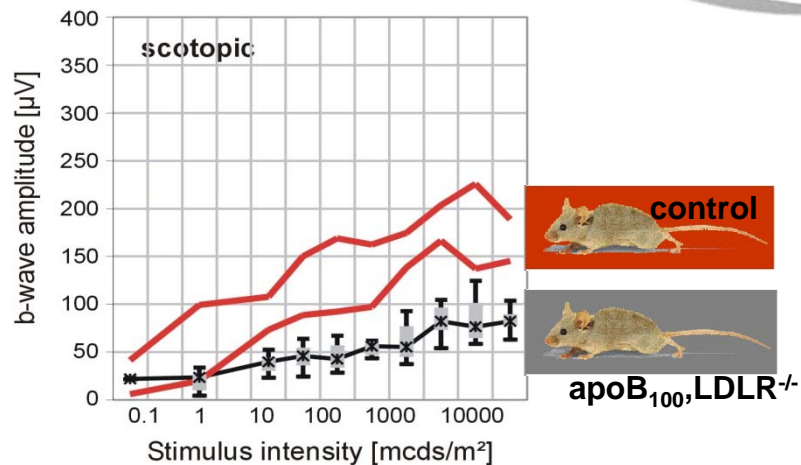 scotopic
b-wave amplitude [µV]
400
350
300
250
200
150
100
50
0
0.1 1 10 100 1000 10000
Stimulus intensity [mcds/m²]
control
apoB₁₀₀,LDLR⁻/⁻